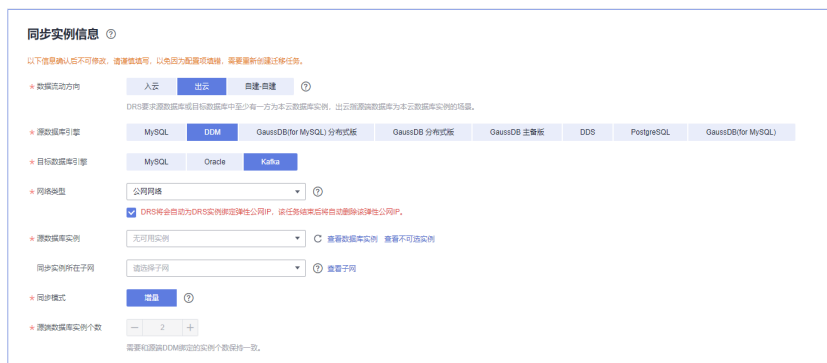 同步实例信息
以下信息确认后不可修改，请谨慎填写，以免因为配置项填错，需要重新创建迁移任务。
* 数据流动方向 入云 出云 自建-自建
DRS要求源数据库或目标数据库中至少有一方为本云数据库实例，出云指源端数据库为本云数据库实例的场景。
* 源数据库引擎 MySQL DDM GaussDB(for MySQL) 分布式版 GaussDB 分布式版 GaussDB 主备版 DDS PostgreSQL GaussDB(for MySQL)
* 目标数据库引擎 MySQL Oracle Kafka
* 网络类型 公网网络
DRS将会自动为DRS实例绑定弹性公网IP，该任务结束后将自动删除该弹性公网IP。
* 源数据库实例 无可用实例 查看数据库实例 查看不可选实例
同步实例所在子网 请选择子网 查看子网
* 同步模式 增量
* 源端数据库实例个数 − 2 +
需要和源端DDM绑定的实例个数保持一致。